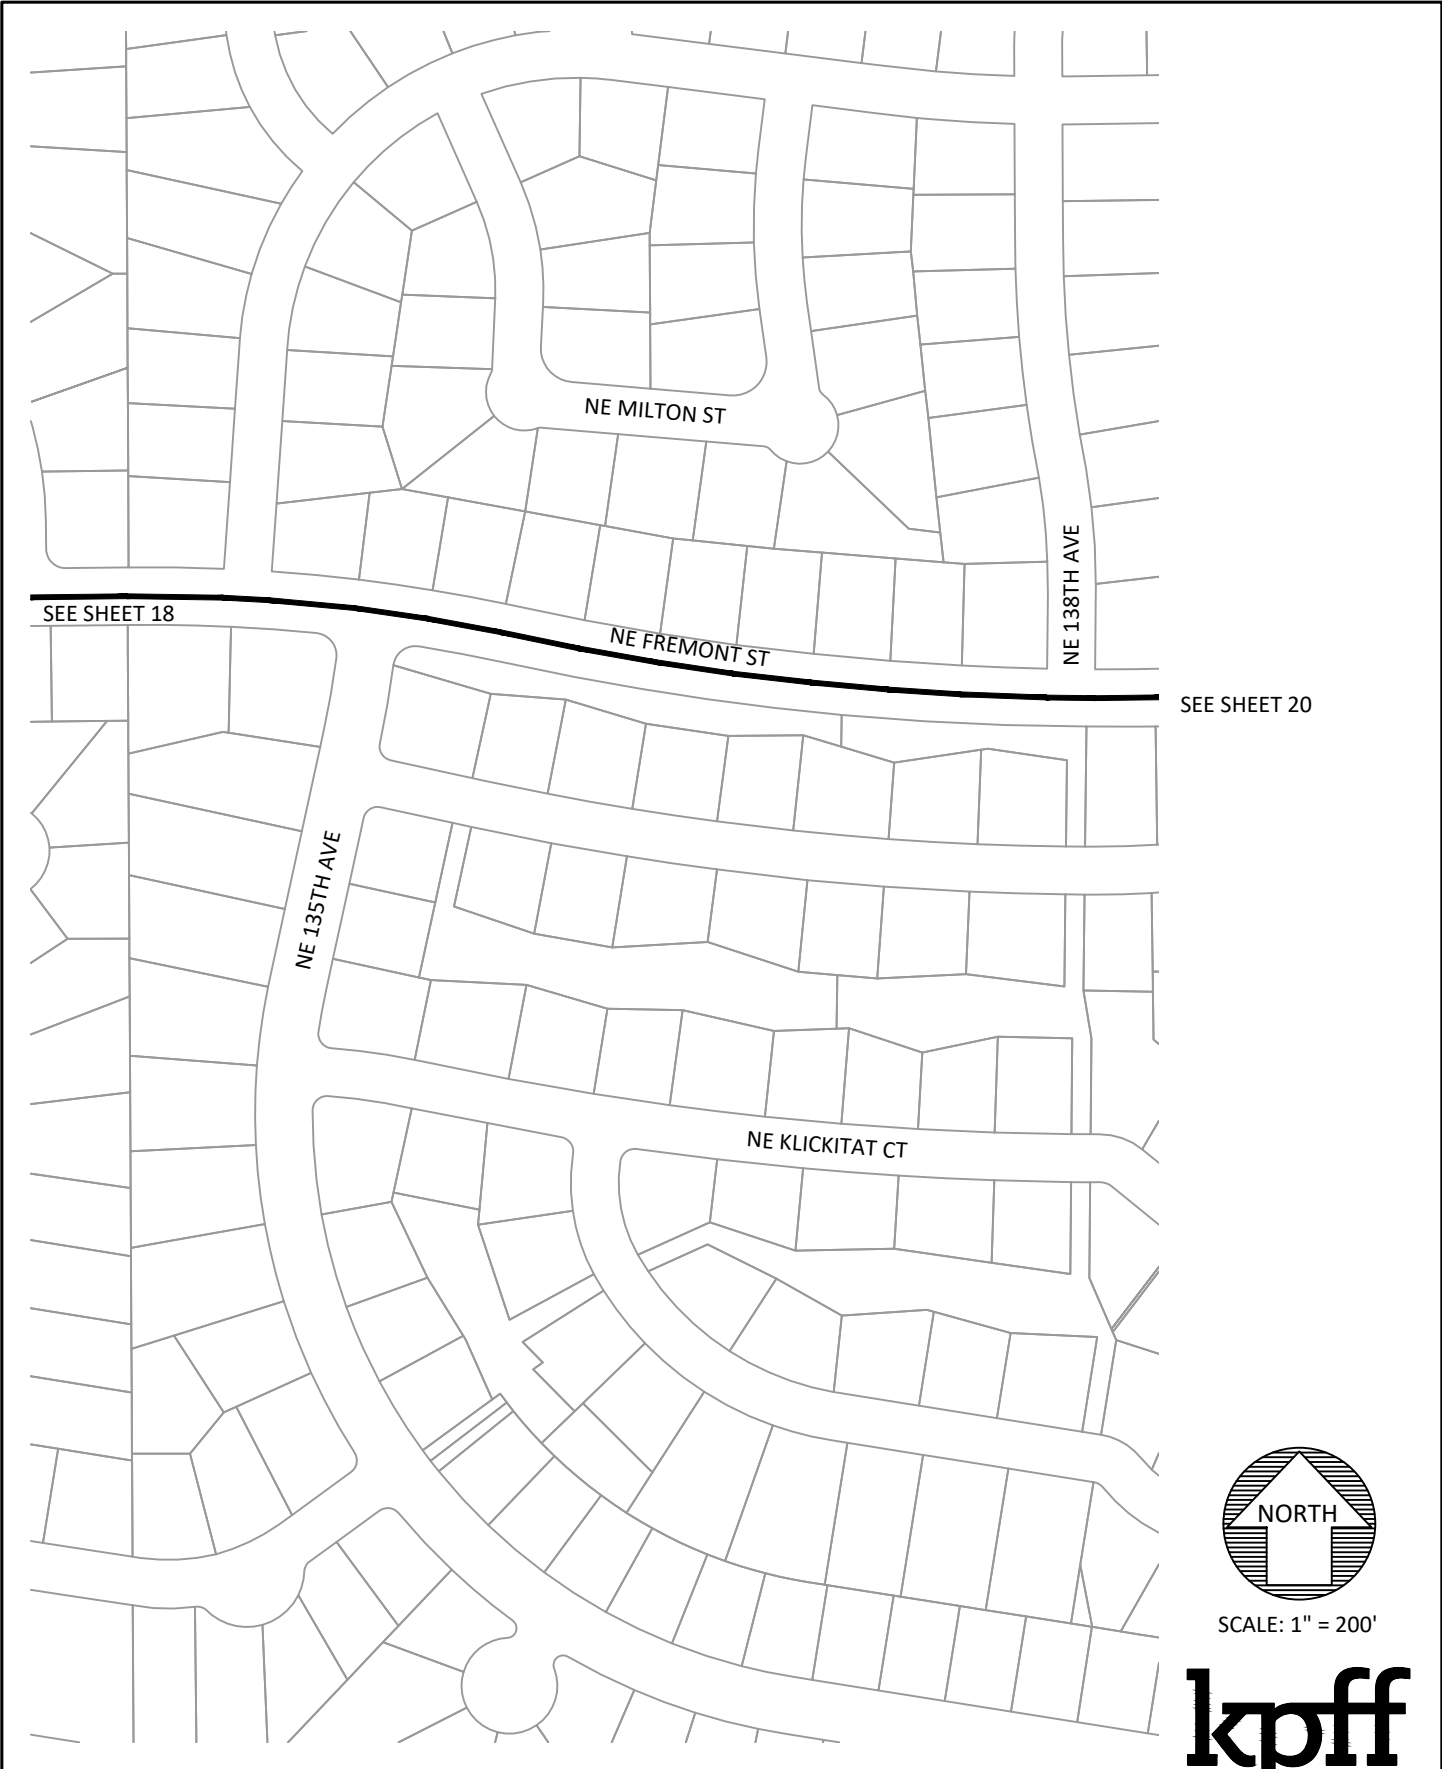 NE MILTON ST
NE 138TH AVE
SEE SHEET 18
NE FREMONT ST
SEE SHEET 20
NE 135TH AVE
NE KLICKITAT CT
NORTH
SCALE: 1" = 200'
kpff